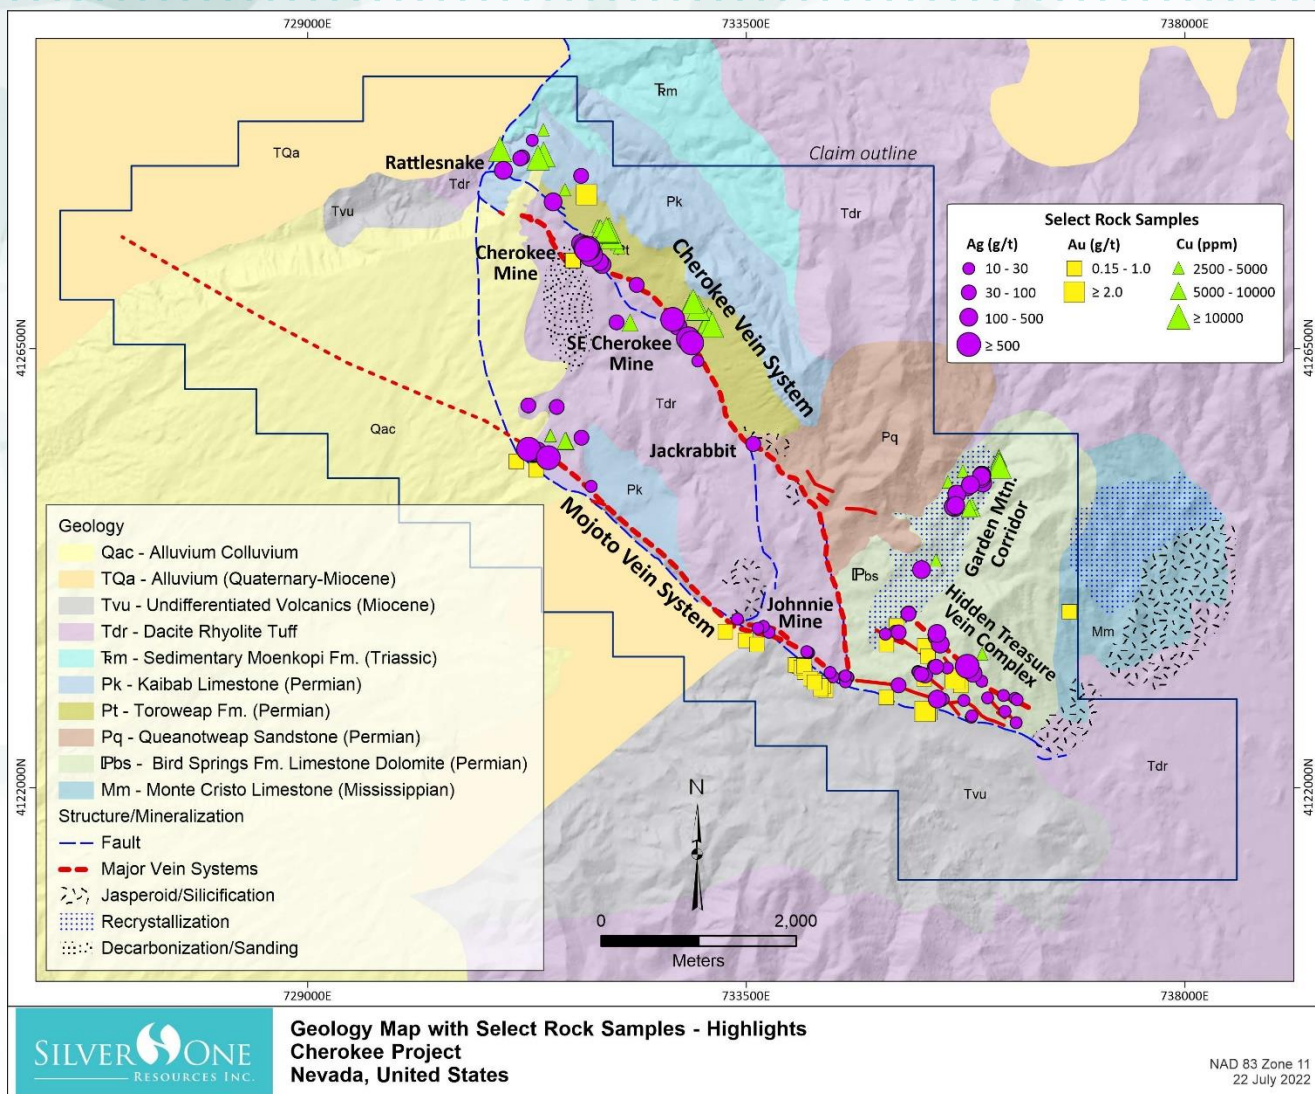 729000E
733500E
738000E
4126500N
4122000N
4126500N
4122000N
TQa
Tvu
Tdr
Rattlesnake
Ꞧm
Pk
Claim outline
Tdr
Select Rock Samples
Ag (g/t)
10 - 30
30 - 100
100 - 500
≥ 500
Au (g/t)
0.15 - 1.0
≥ 2.0
Cu (ppm)
2500 - 5000
5000 - 10000
≥ 10000
Cherokee
Mine
Cherokee Vein System
SE Cherokee
Mine
Tdr
Qac
Jackrabbit
Pq
Pk
Mojoto Vein System
Garden Mtn.
Corridor
ℙbs
Johnnie
Mine
Hidden Treasure
Vein Complex
Mm
Tdr
Tvu
Geology
Qac - Alluvium Colluvium
TQa - Alluvium (Quaternary-Miocene)
Tvu - Undifferentiated Volcanics (Miocene)
Tdr - Dacite Rhyolite Tuff
Ꞧm - Sedimentary Moenkopi Fm. (Triassic)
Pk - Kaibab Limestone (Permian)
Pt - Toroweap Fm. (Permian)
Pq - Queanotweap Sandstone (Permian)
ℙbs - Bird Springs Fm. Limestone Dolomite (Permian)
Mm - Monte Cristo Limestone (Mississippian)
Structure/Mineralization
Fault
Major Vein Systems
Jasperoid/Silicification
Recrystallization
Decarbonization/Sanding
N
0 2,000
Meters
729000E
733500E
738000E
SILVER ONE
RESOURCES INC.
Geology Map with Select Rock Samples - Highlights
Cherokee Project
Nevada, United States
NAD 83 Zone 11
22 July 2022